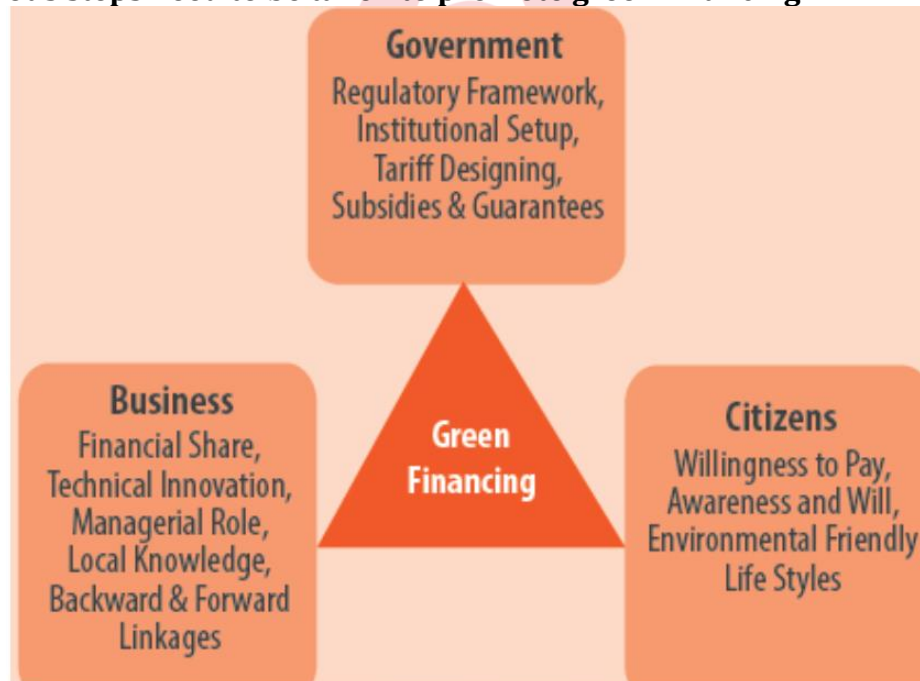 Government
Regulatory Framework,
Institutional Setup,
Tariff Designing,
Subsidies & Guarantees
Business
Financial Share,
Technical Innovation,
Managerial Role,
Local Knowledge,
Backward & Forward
Linkages
Green
Financing
Citizens
Willingness to Pay,
Awareness and Will,
Environmental Friendly
Life Styles